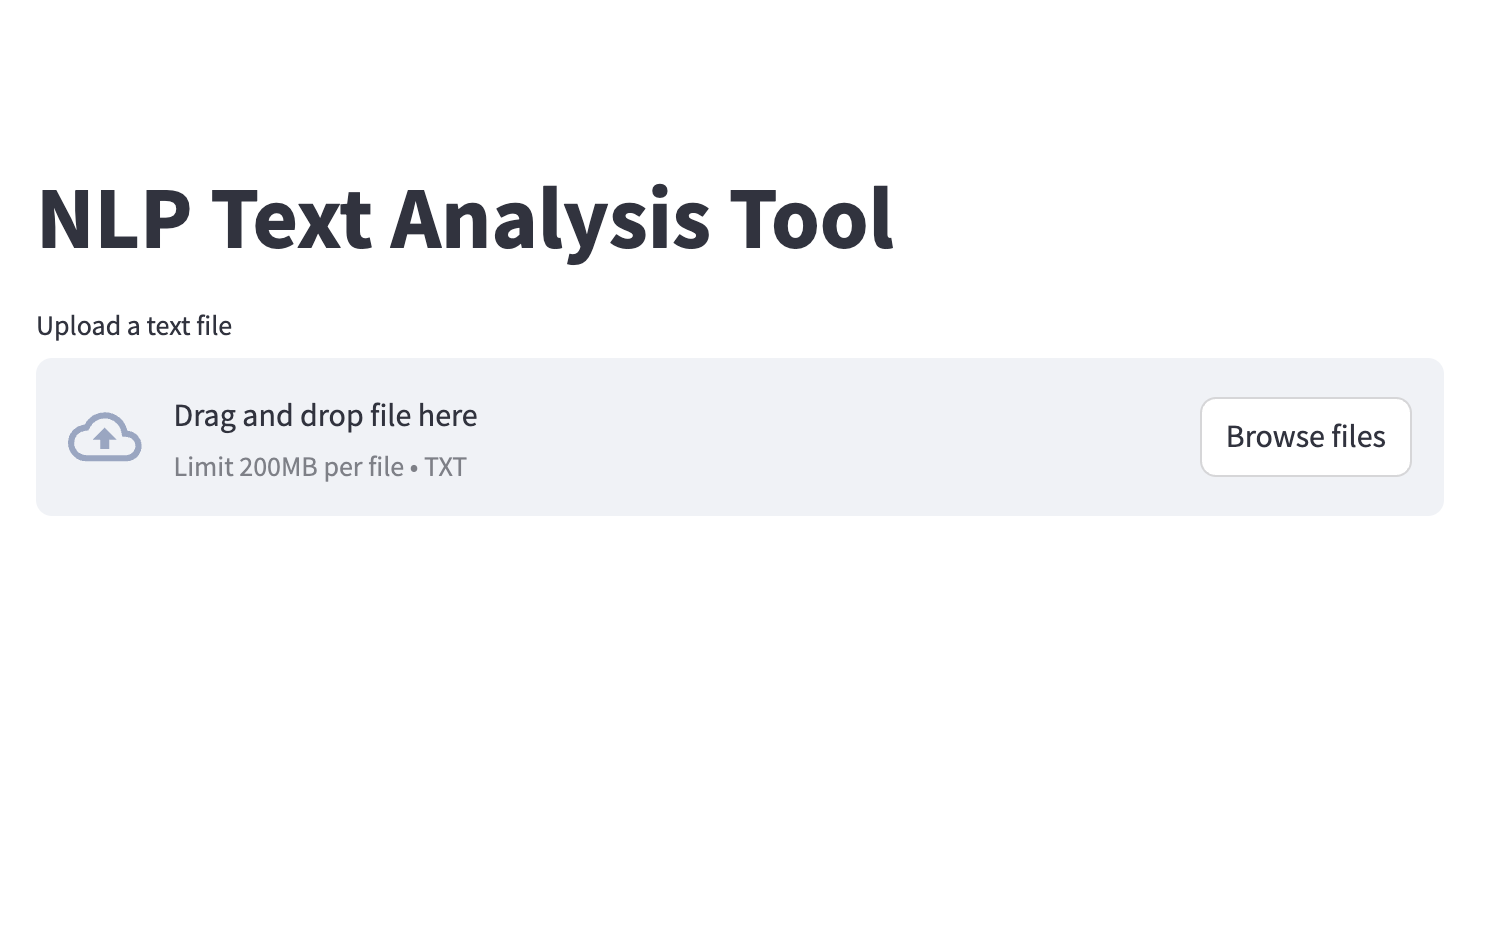 NLP Text Analysis Tool
Upload a text file
Drag and drop file here
Limit 200MB per file • TXT
Browse files